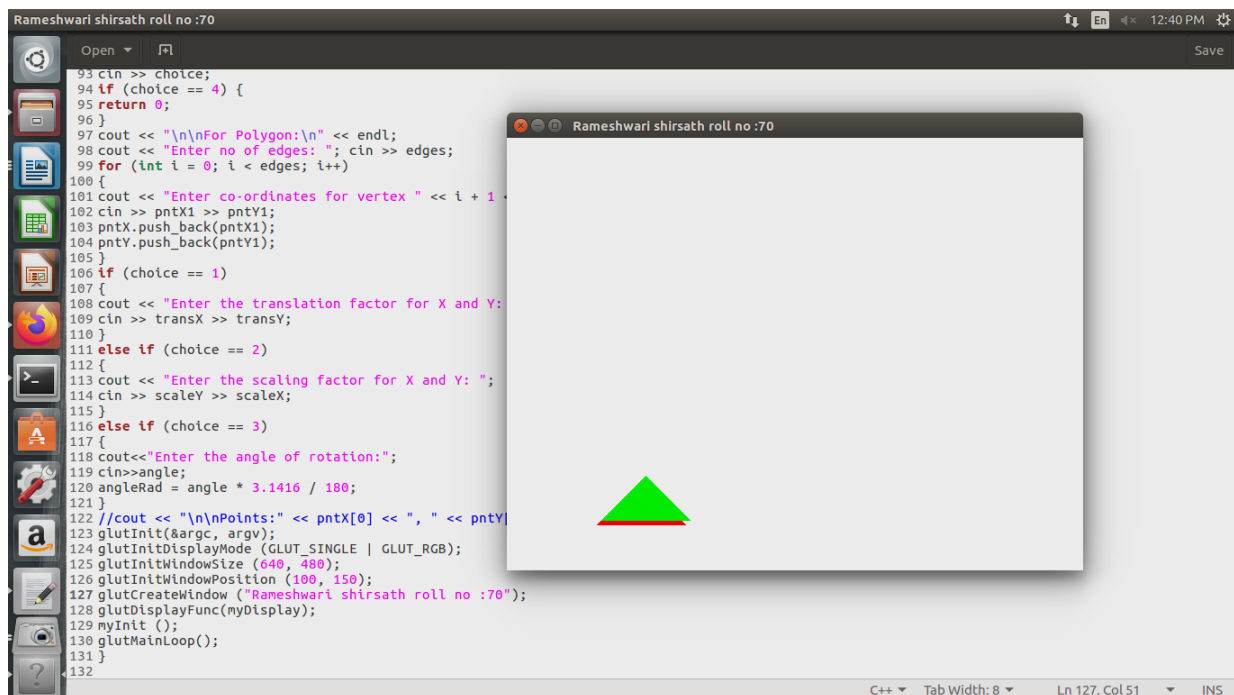 Rameshwari shirsath roll no :70
En
12:40 PM
Open
Save
93 cin >> choice;
94 if (choice == 4) {
95 return 0;
96 }
97 cout << "\n\nFor Polygon:\n" << endl;
98 cout << "Enter no of edges: "; cin >> edges;
99 for (int i = 0; i < edges; i++)
100 {
101 cout << "Enter co-ordinates for vertex " << i + 1 <
102 cin >> pntX1 >> pntY1;
103 pntX.push_back(pntX1);
104 pntY.push_back(pntY1);
105 }
106 if (choice == 1)
107 {
108 cout << "Enter the translation factor for X and Y:
109 cin >> transX >> transY;
110 }
111 else if (choice == 2)
112 {
113 cout << "Enter the scaling factor for X and Y: ";
114 cin >> scaleY >> scaleX;
115 }
116 else if (choice == 3)
117 {
118 cout<<"Enter the angle of rotation:";
119 cin>>angle;
120 angleRad = angle * 3.1416 / 180;
121 }
122 //cout << "\n\nPoints:" << pntX[0] << ", " << pntY[
123 glutInit(&argc, argv);
124 glutInitDisplayMode (GLUT_SINGLE | GLUT_RGB);
125 glutInitWindowSize (640, 480);
126 glutInitWindowPosition (100, 150);
127 glutCreateWindow ("Rameshwari shirsath roll no :70");
128 glutDisplayFunc(myDisplay);
129 myInit ();
130 glutMainLoop();
131 }
132
Rameshwari shirsath roll no :70
C++ Tab Width: 8 Ln 127, Col 51 INS